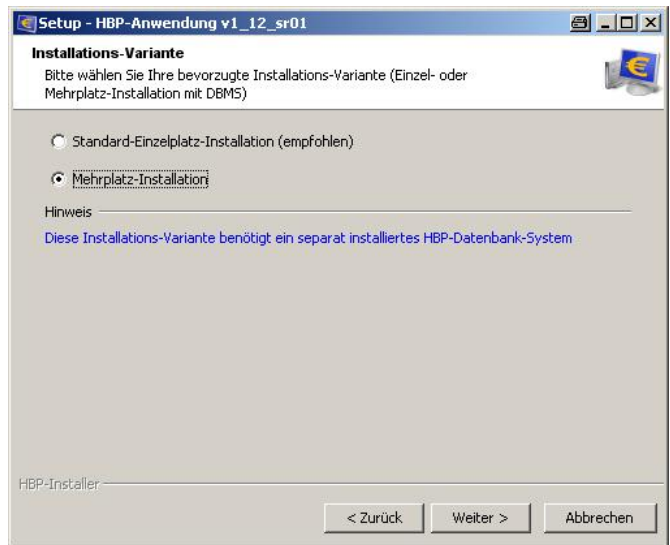 Setup - HBP-Anwendung v1_12_sr01
Installations-Variante
Bitte wählen Sie Ihre bevorzugte Installations-Variante (Einzel- oder
Mehrplatz-Installation mit DBMS)
Standard-Einzelplatz-Installation (empfohlen)
Mehrplatz-Installation
Hinweis
Diese Installations-Variante benötigt ein separat installiertes HBP-Datenbank-System
HBP-Installer
< Zurück
Weiter >
Abbrechen